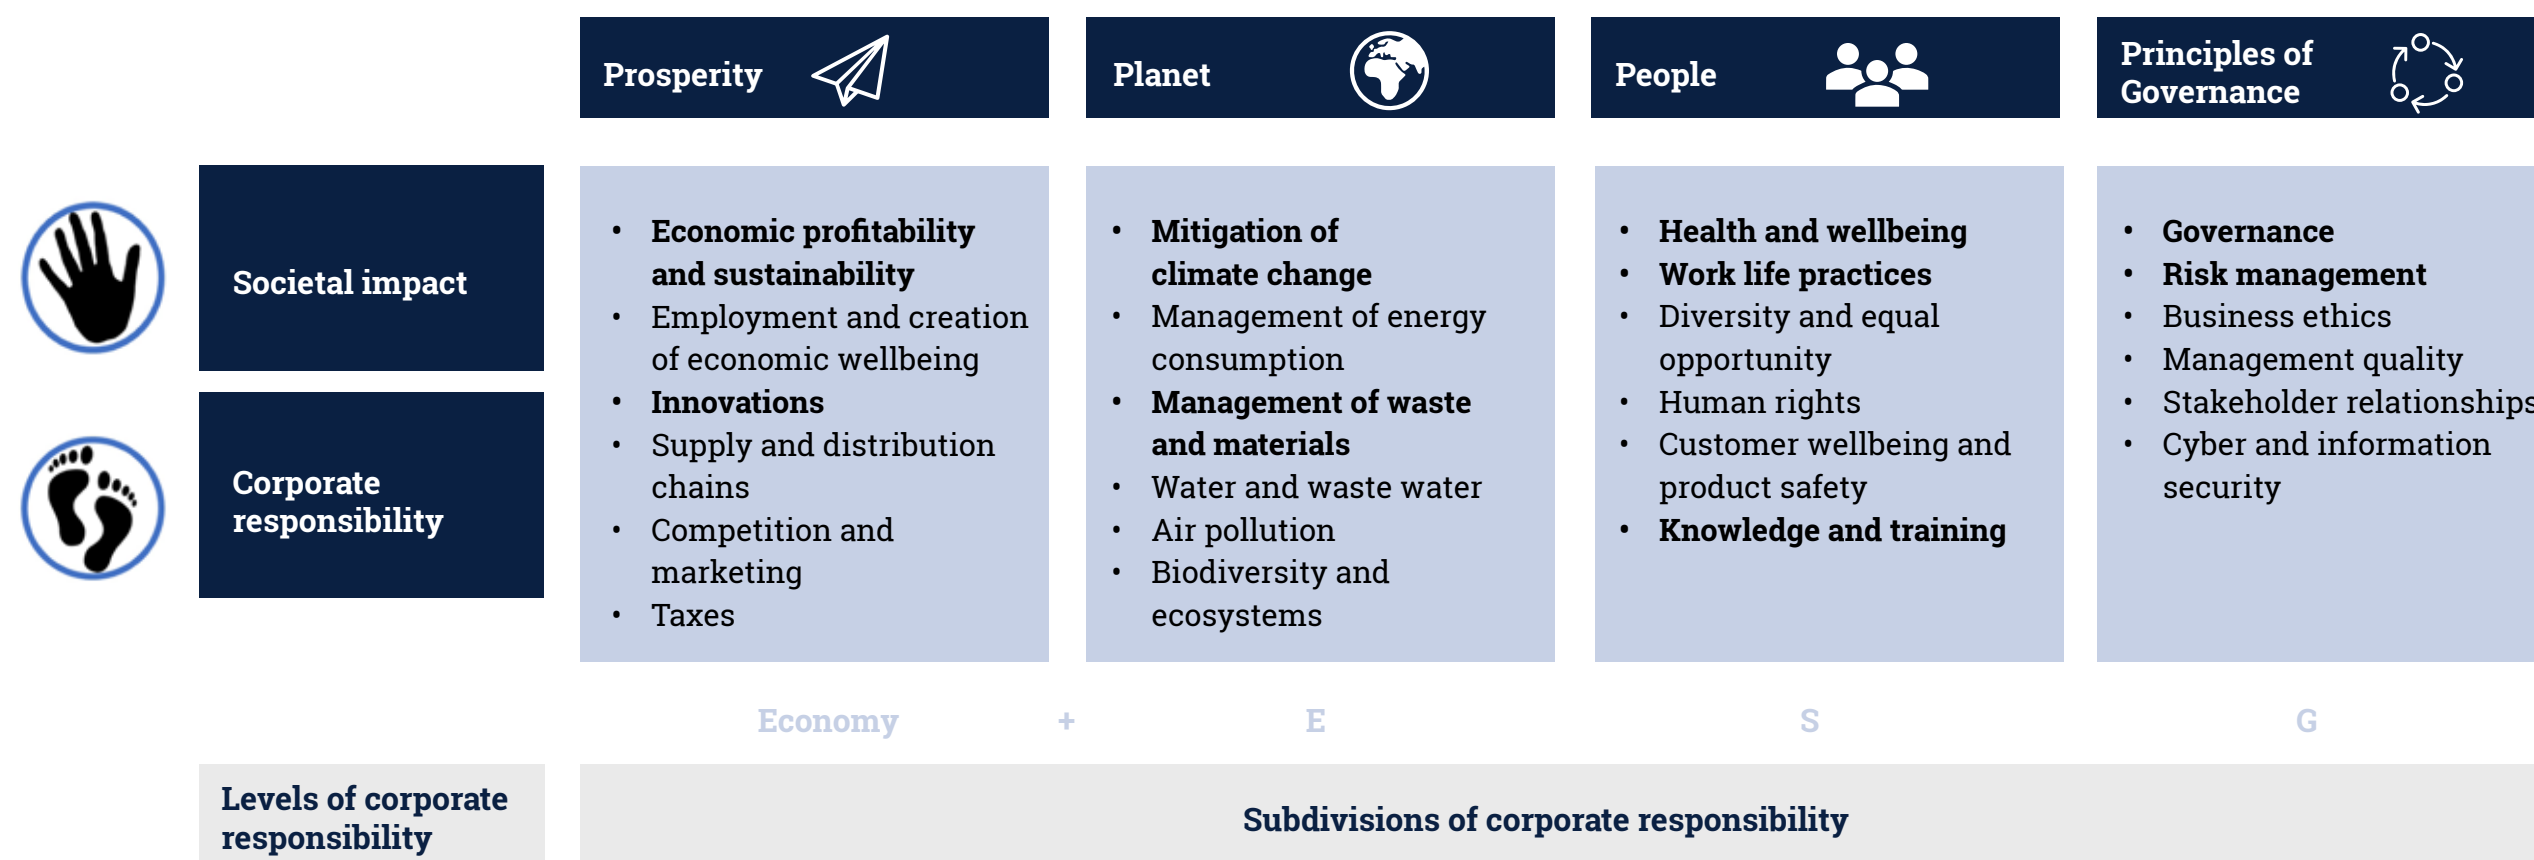 Prosperity
Planet
People
Principles of
Governance
Societal impact
Corporate
responsibility
• Economic profitability
and sustainability
• Employment and creation
of economic wellbeing
• Innovations
• Supply and distribution
chains
• Competition and
marketing
• Taxes
• Mitigation of
climate change
• Management of energy
consumption
• Management of waste
and materials
• Water and waste water
• Air pollution
• Biodiversity and
ecosystems
• Health and wellbeing
• Work life practices
• Diversity and equal
opportunity
• Human rights
• Customer wellbeing and
product safety
• Knowledge and training
• Governance
• Risk management
• Business ethics
• Management quality
• Stakeholder relationships
• Cyber and information
security
Economy + E S G
Levels of corporate
responsibility
Subdivisions of corporate responsibility